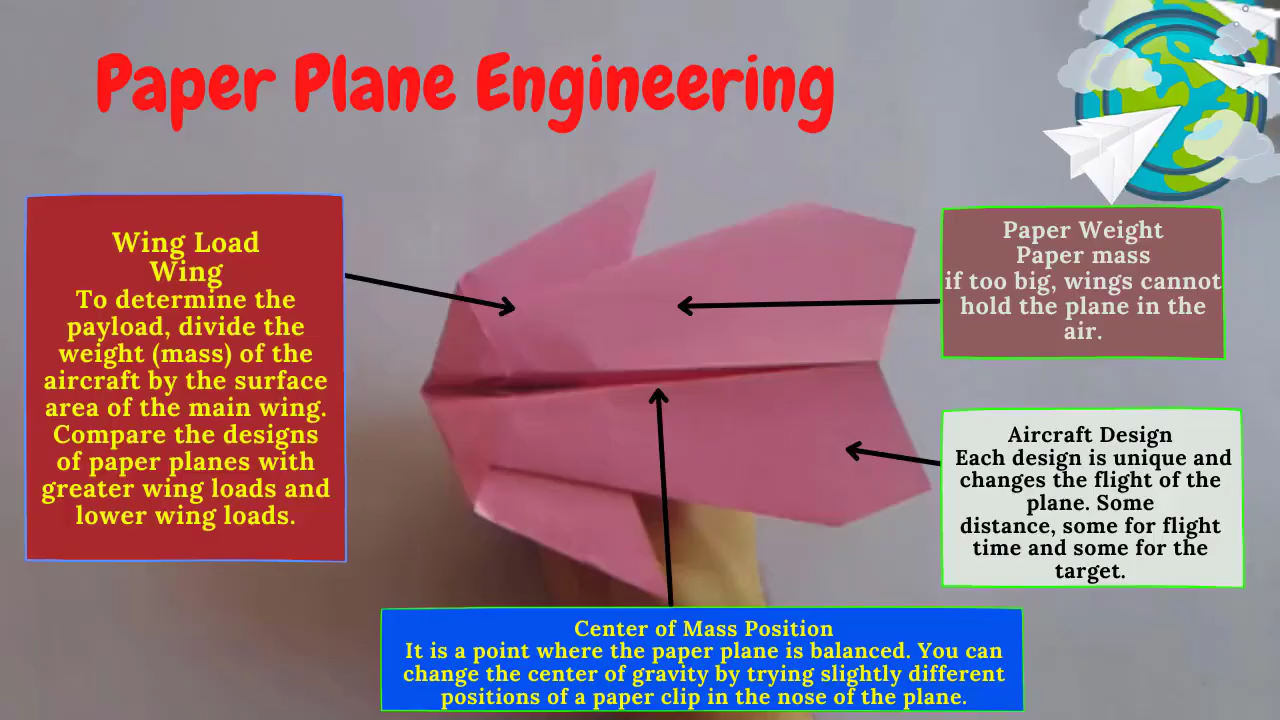 Paper Plane Engineering
Wing Load
Wing
To determine the
payload, divide the
weight (mass) of the
aircraft by the surface
area of the main wing.
Compare the designs
of paper planes with
greater wing loads and
lower wing loads.
Paper Weight
Paper mass
if too big, wings cannot
hold the plane in the
air.
Aircraft Design
Each design is unique and
changes the flight of the
plane. Some
distance, some for flight
time and some for the
target.
Center of Mass Position
It is a point where the paper plane is balanced. You can
change the center of gravity by trying slightly different
positions of a paper clip in the nose of the plane.